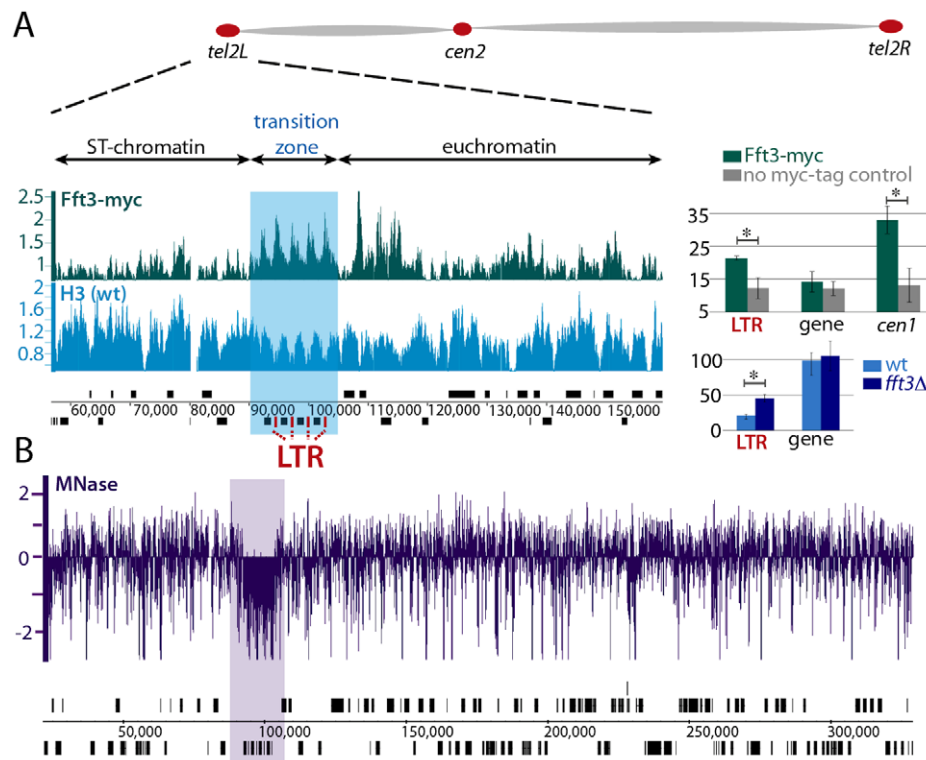 A
tel2L
cen2
tel2R
transition
zone
ST-chromatin
euchromatin
Fft3-myc
2.5
2
1.5
1
H3 (wt)
2
1.6
1.2
0.8
60,000 70,000 80,000 90,000 100,000 110,000 120,000 130,000 140,000 150,000
LTR
Fft3-myc
no myc-tag control
35
25
15
5
*
*
LTR gene cen1
wt
fft3Δ
100
50
0
*
LTR gene
B
MNase
2
0
0
-2
50,000 100,000 150,000 200,000 250,000 300,000